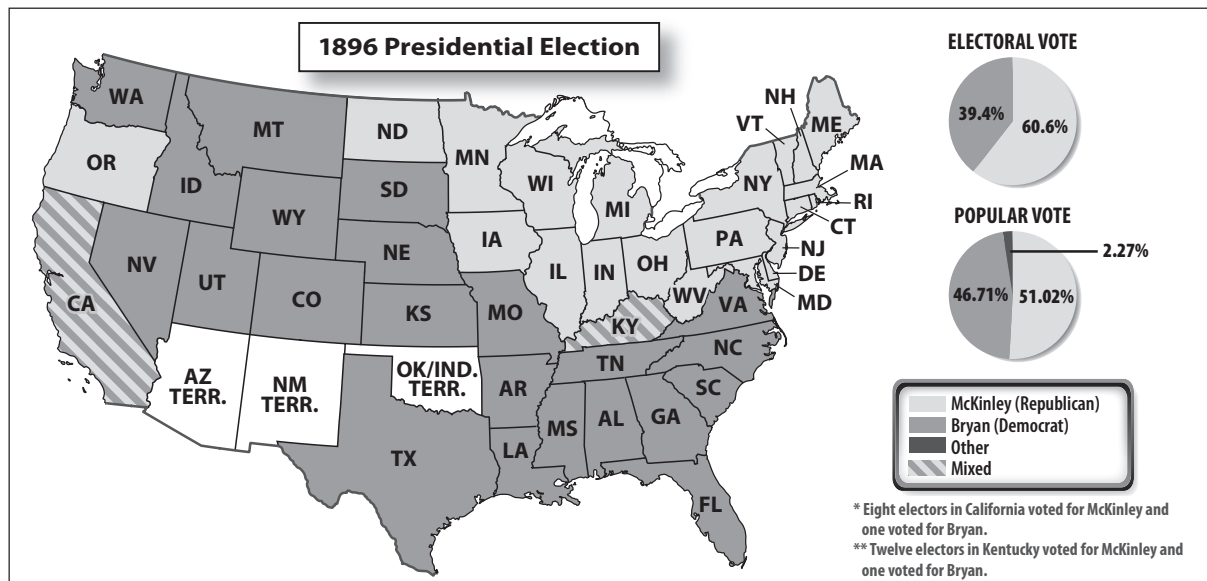 1896 Presidential Election
WA
MT
ND
MN
OR
ID
SD
WI
MI
NY
VT
NH
ME
MA
RI
CT
WY
IA
PA
NJ
NE
NV
UT
CO
IL
IN
OH
DE
MD
CA
KS
MO
WV
VA
KY
NC
TN
AZ
TERR.
NM
TERR.
OK/IND.
TERR.
AR
SC
MS
AL
GA
TX
LA
FL
ELECTORAL VOTE
39.4%
60.6%
POPULAR VOTE
2.27%
46.71%
51.02%
McKinley (Republican)
Bryan (Democrat)
Other
Mixed
* Eight electors in California voted for McKinley and
one voted for Bryan.
** Twelve electors in Kentucky voted for McKinley and
one voted for Bryan.